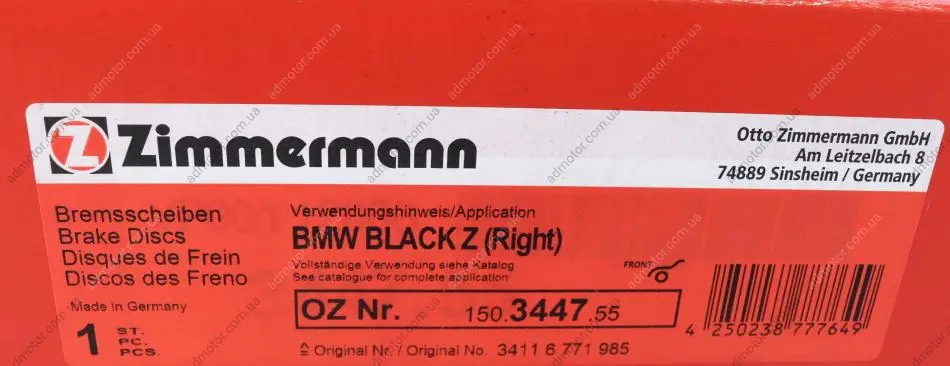 Z Zimmermann
Otto Zimmermann GmbH
Am Leitzelbach 8
74889 Sinsheim / Germany
Bremsscheiben
Brake Discs
Disques de Frein
Discos des Freno
Made in Germany
1 ST.
PC.
PCS.
Verwendungshinweis/Application
BMW BLACK Z (Right)
Vollständige Verwendung siehe Katalog
See catalogue for complete application
FRONT
OZ Nr. 150.3447.55
≙ Original Nr. / Original No. 3411 6 771 985
4 250238 777649
admotor.com.ua